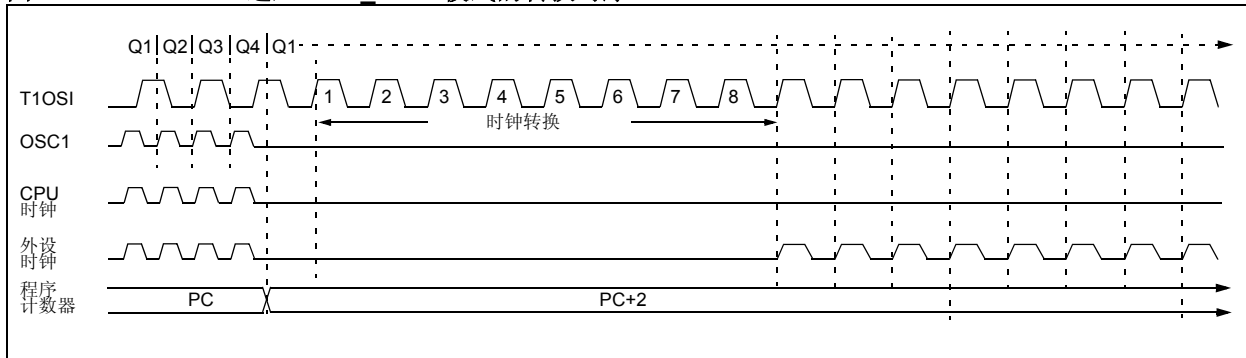 Q1 Q2 Q3 Q4 Q1
T1OSI 1 2 3 4 5 6 7 8
时钟转换
OSC1
CPU
时钟
外设
时钟
程序
计数器
PC PC+2